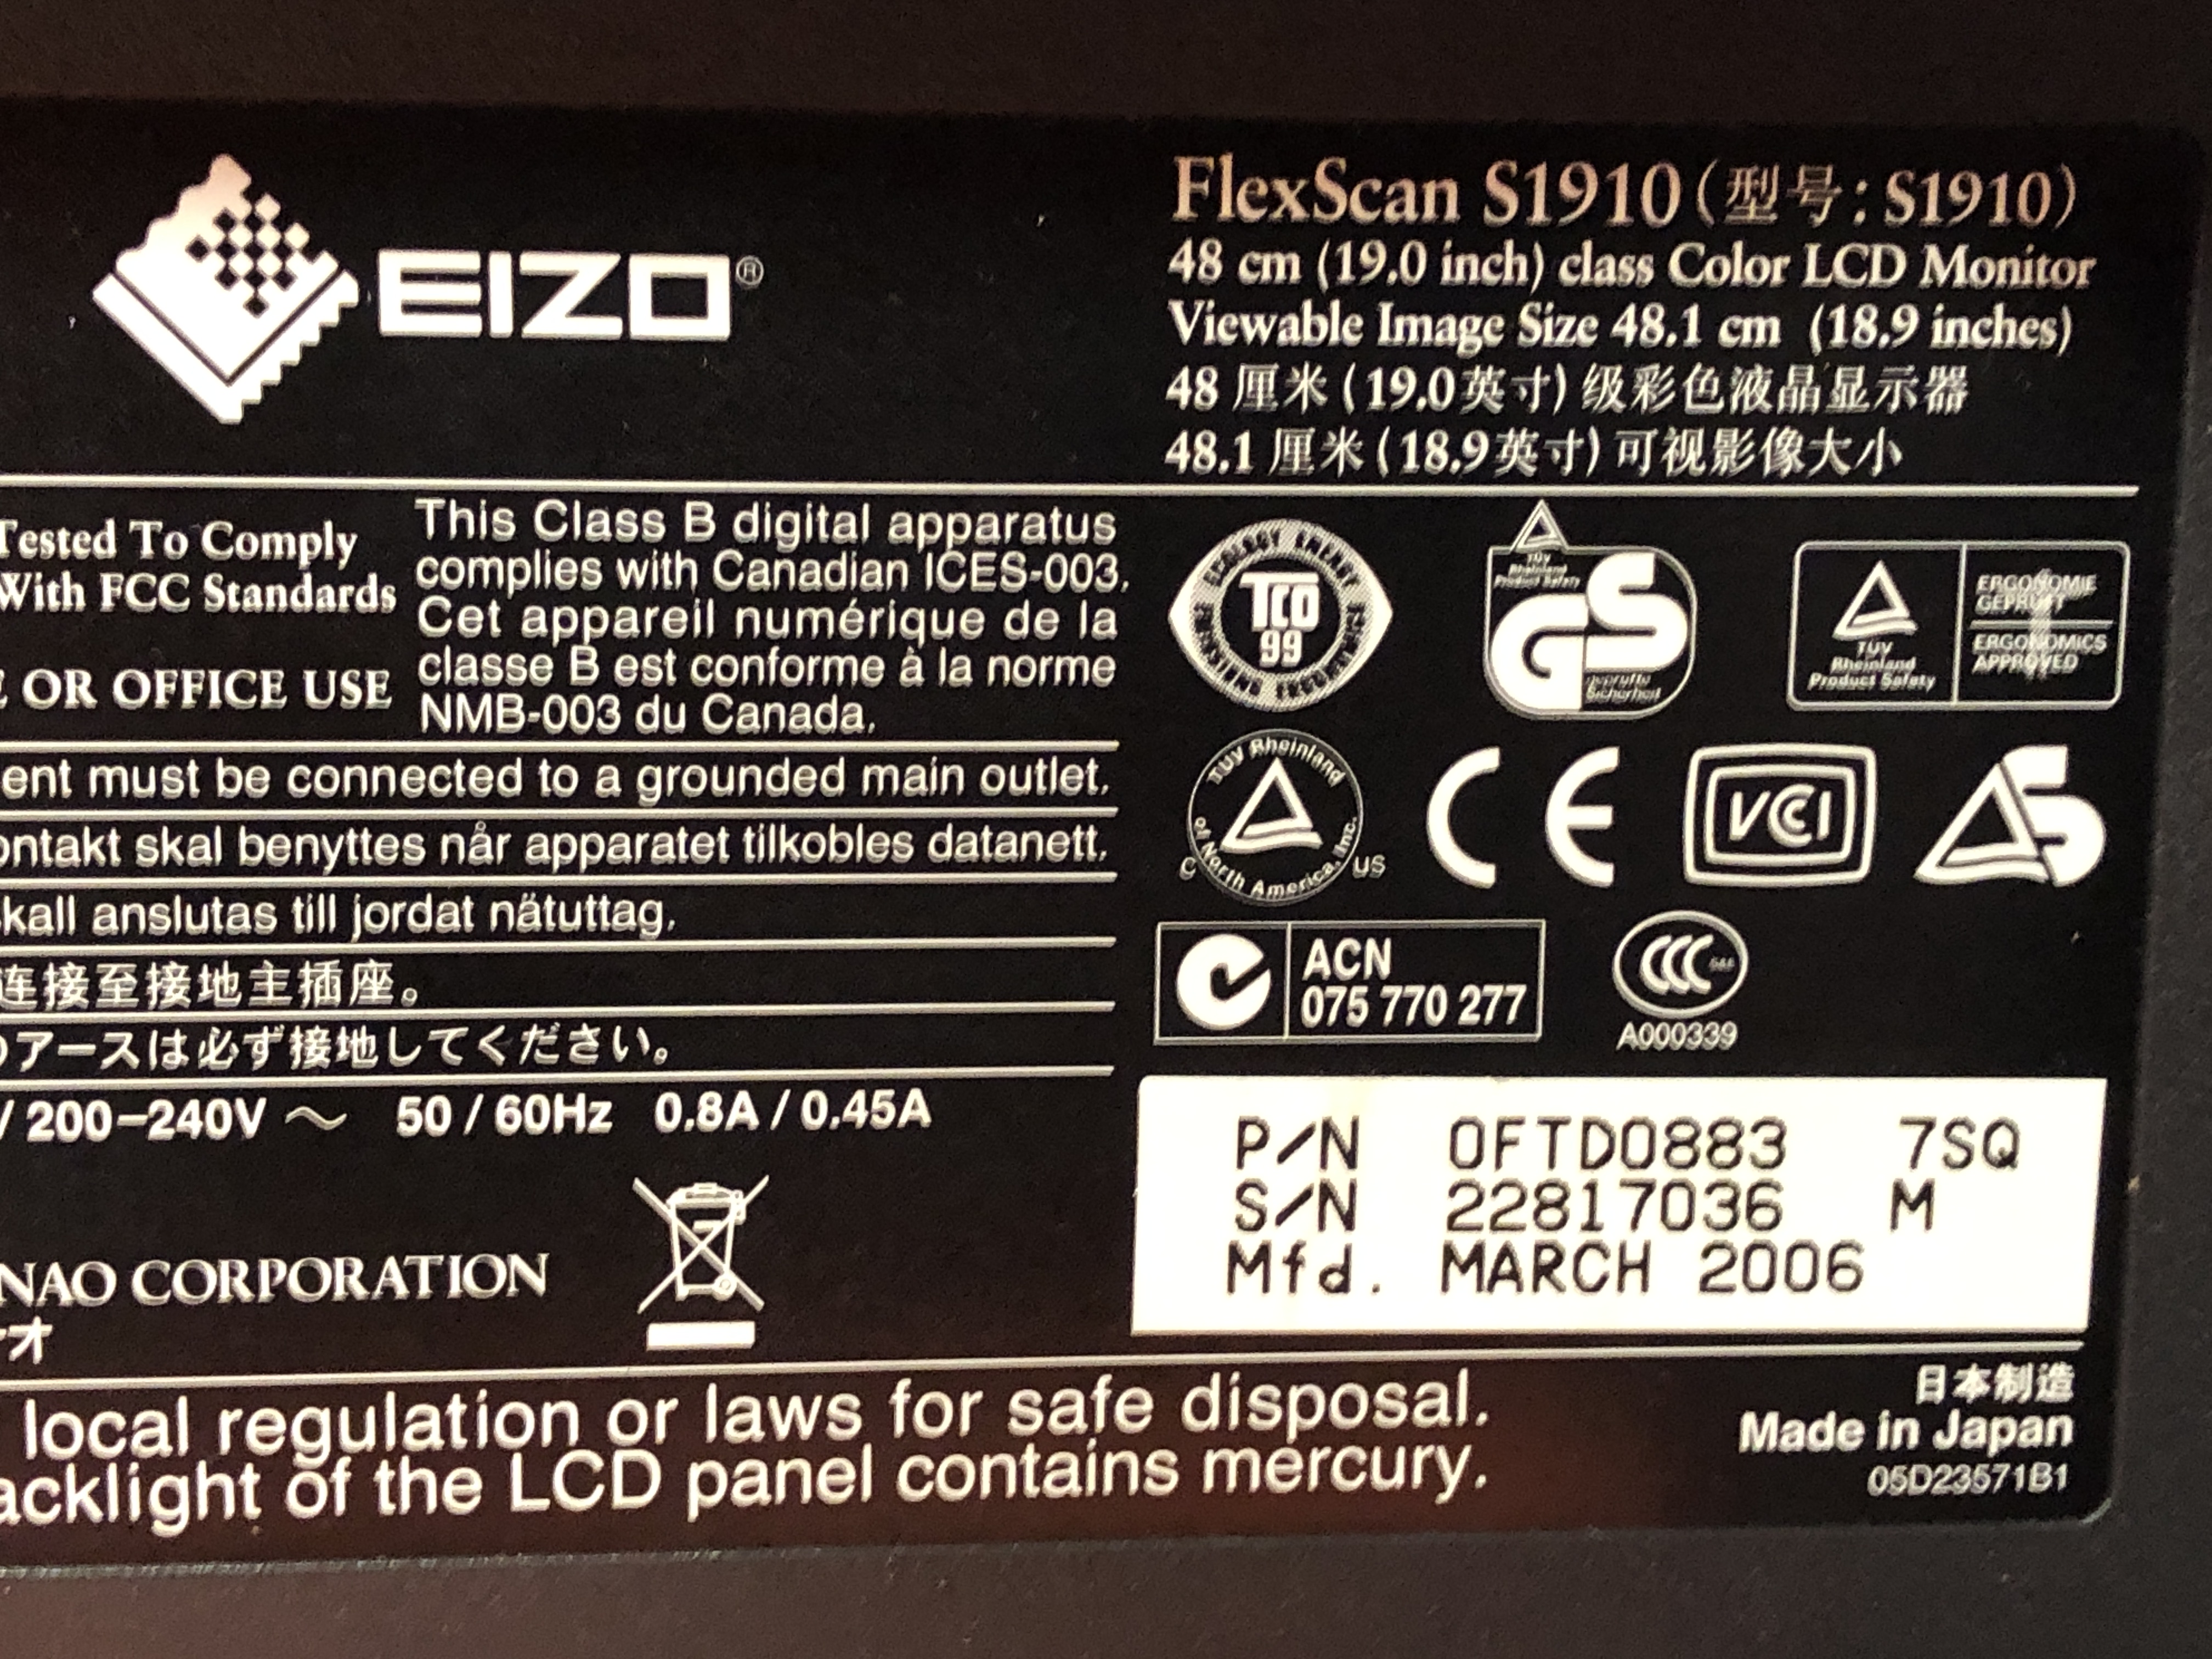 EIZO®
FlexScan S1910(型号:S1910)
48 cm (19.0 inch) class Color LCD Monitor
Viewable Image Size 48.1 cm (18.9 inches)
48 厘米(19.0英寸)级彩色液晶显示器
48.1 厘米(18.9英寸)可视影像大小
Tested To Comply
With FCC Standards
OR OFFICE USE
This Class B digital apparatus
complies with Canadian ICES-003.
Cet appareil numérique de la
classe B est conforme à la norme
NMB-003 du Canada.
TCO
99
TÜV
Rheinland
Product Safety
GS
geprüfte
Sicherheit
TÜV
Rheinland
Product Safety
ERGONOMIE
GEPRÜFT
ERGONOMICS
APPROVED
ent must be connected to a grounded main outlet.
ontakt skal benyttes når apparatet tilkobles datanett.
skall anslutas till jordat nätuttag.
连接至接地主插座。
のアースは必ず接地してください。
TÜV Rheinland
of North America, Inc.
C US
CE
VCCI
S
ACN
075 770 277
CCC
A000339
/ 200–240V ～ 50 / 60Hz 0.8A / 0.45A
P/N 0FTD0883 7SQ
S/N 22817036 M
Mfd. MARCH 2006
NAO CORPORATION
オ
local regulation or laws for safe disposal.
acklight of the LCD panel contains mercury.
日本制造
Made in Japan
05D23571B1